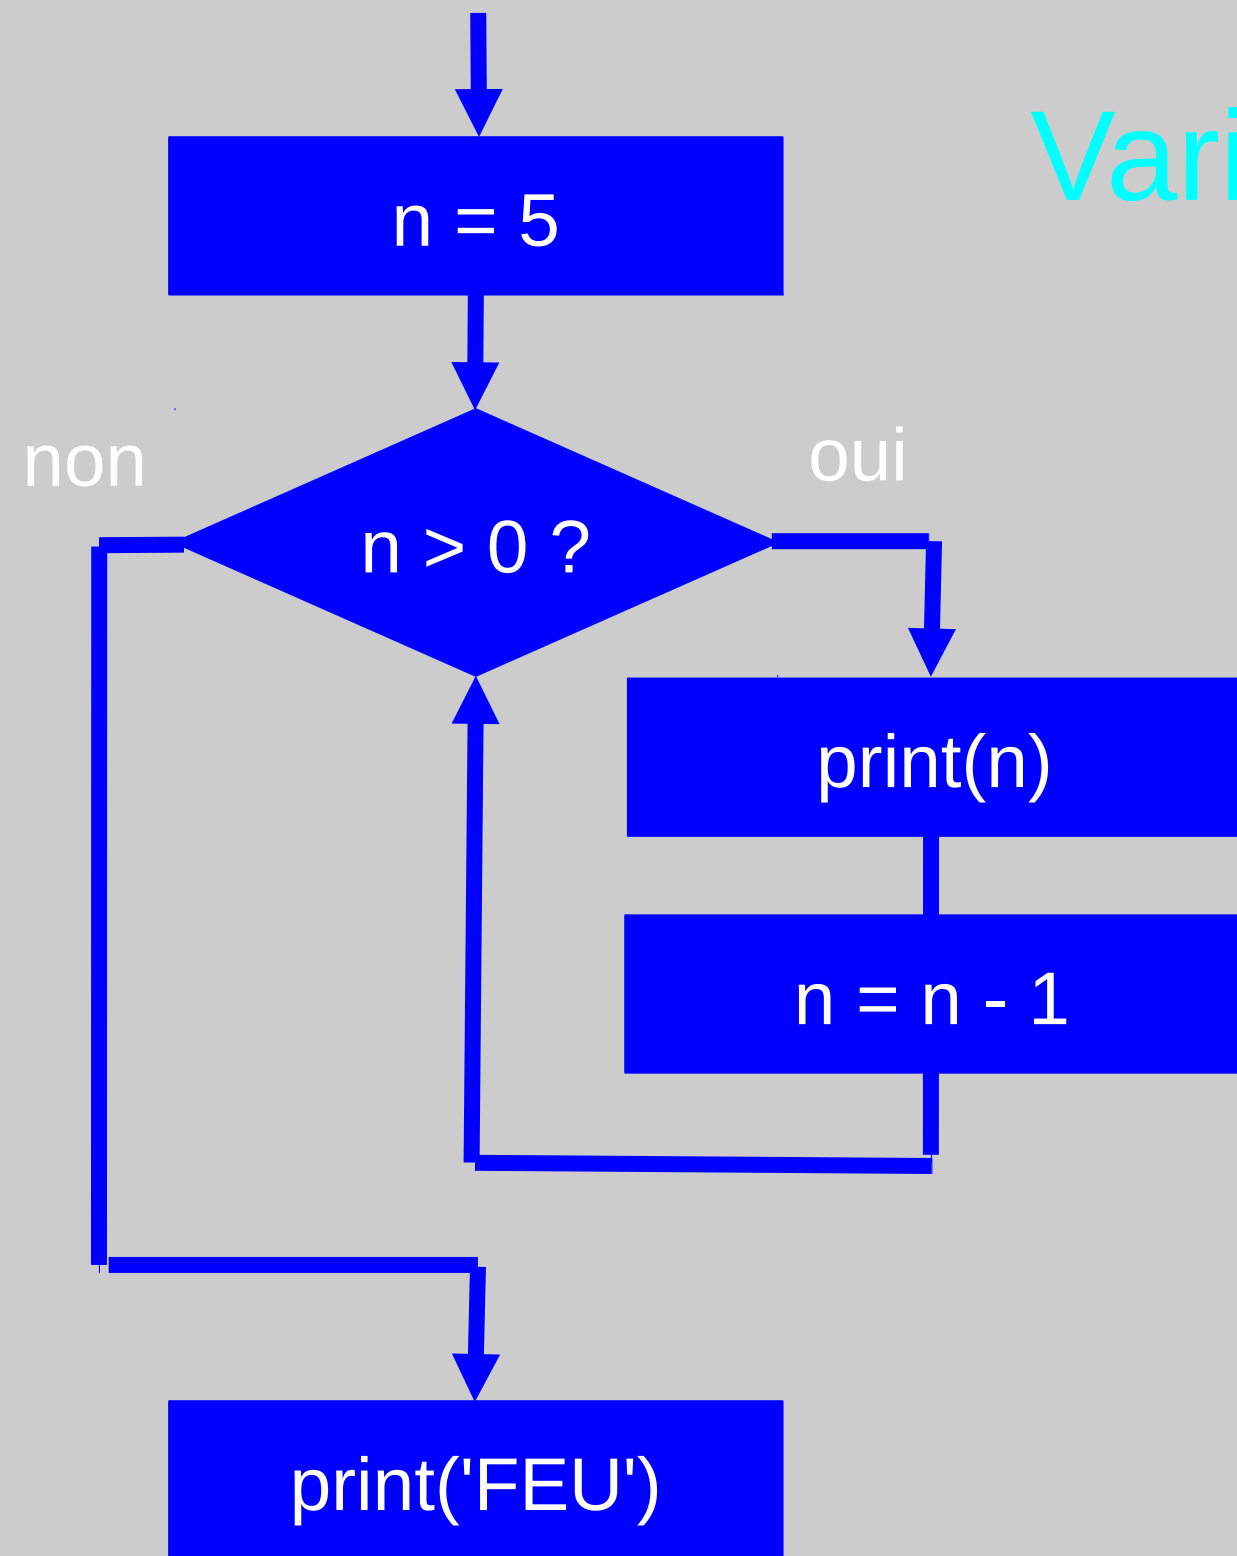 Vari
n = 5
non
oui
n > 0 ?
print(n)
n = n - 1
print('FEU')